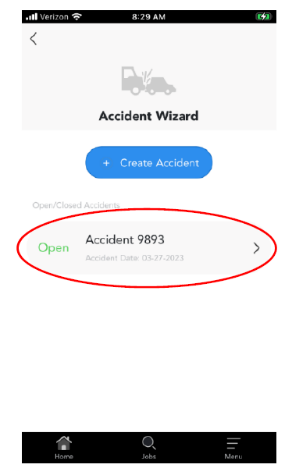 Verizon 8:29 AM
Accident Wizard
+ Create Accident
Open/Closed Accidents
Open Accident 9893
Accident Date: 03-27-2023
Home Jobs Menu